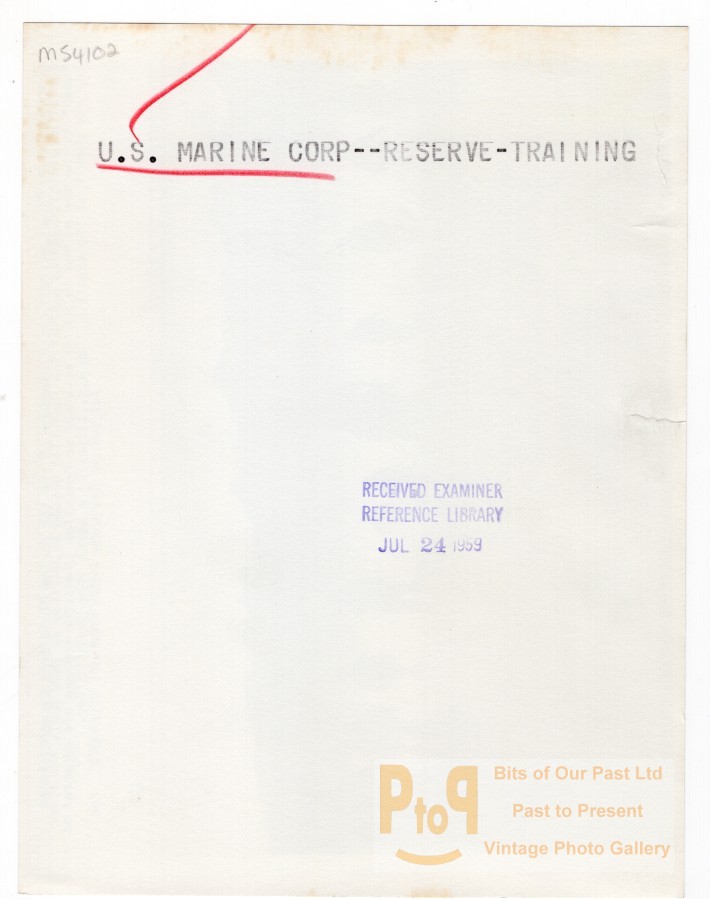 MS4102
U.S. MARINE CORP--RESERVE-TRAINING
RECEIVED EXAMINER
REFERENCE LIBRARY
JUL 24 1959
PtoP
Bits of Our Past Ltd
Past to Present
Vintage Photo Gallery